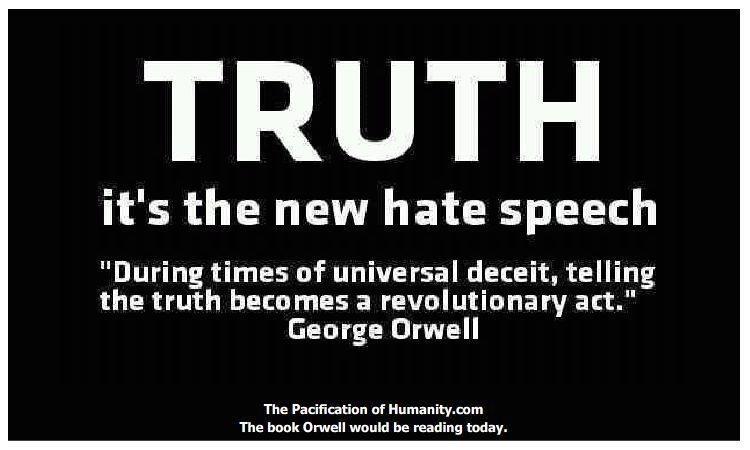 TRUTH
it's the new hate speech
"During times of universal deceit, telling
the truth becomes a revolutionary act."
George Orwell
The Pacification of Humanity.com
The book Orwell would be reading today.